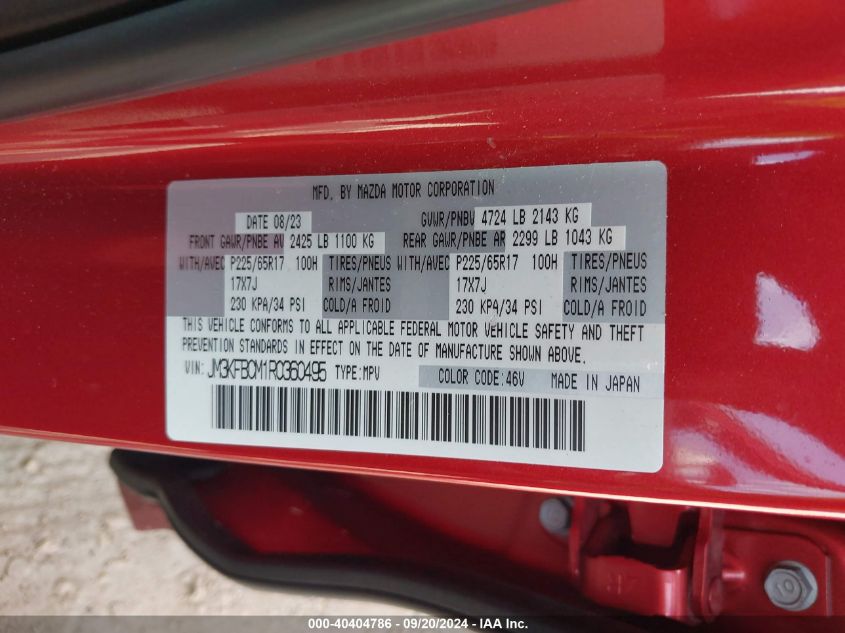 MFD. BY MAZDA MOTOR CORPORATION
DATE 08/23 GVWR/PNBV 4724 LB 2143 KG
FRONT GAWR/PNBE AV 2425 LB 1100 KG REAR GAWR/PNBE AR 2299 LB 1043 KG
WITH/AVEC P225/65R17 100H TIRES/PNEUS WITH/AVEC P225/65R17 100H TIRES/PNEUS
17X7J RIMS/JANTES 17X7J RIMS/JANTES
230 KPA/34 PSI COLD/A FROID 230 KPA/34 PSI COLD/A FROID
THIS VEHICLE CONFORMS TO ALL APPLICABLE FEDERAL MOTOR VEHICLE SAFETY AND THEFT
PREVENTION STANDARDS IN EFFECT ON THE DATE OF MANUFACTURE SHOWN ABOVE.
VIN: JM3KFBCM1R0360495 TYPE:MPV COLOR CODE:46V MADE IN JAPAN
000-40404786 - 09/20/2024 - IAAI.com